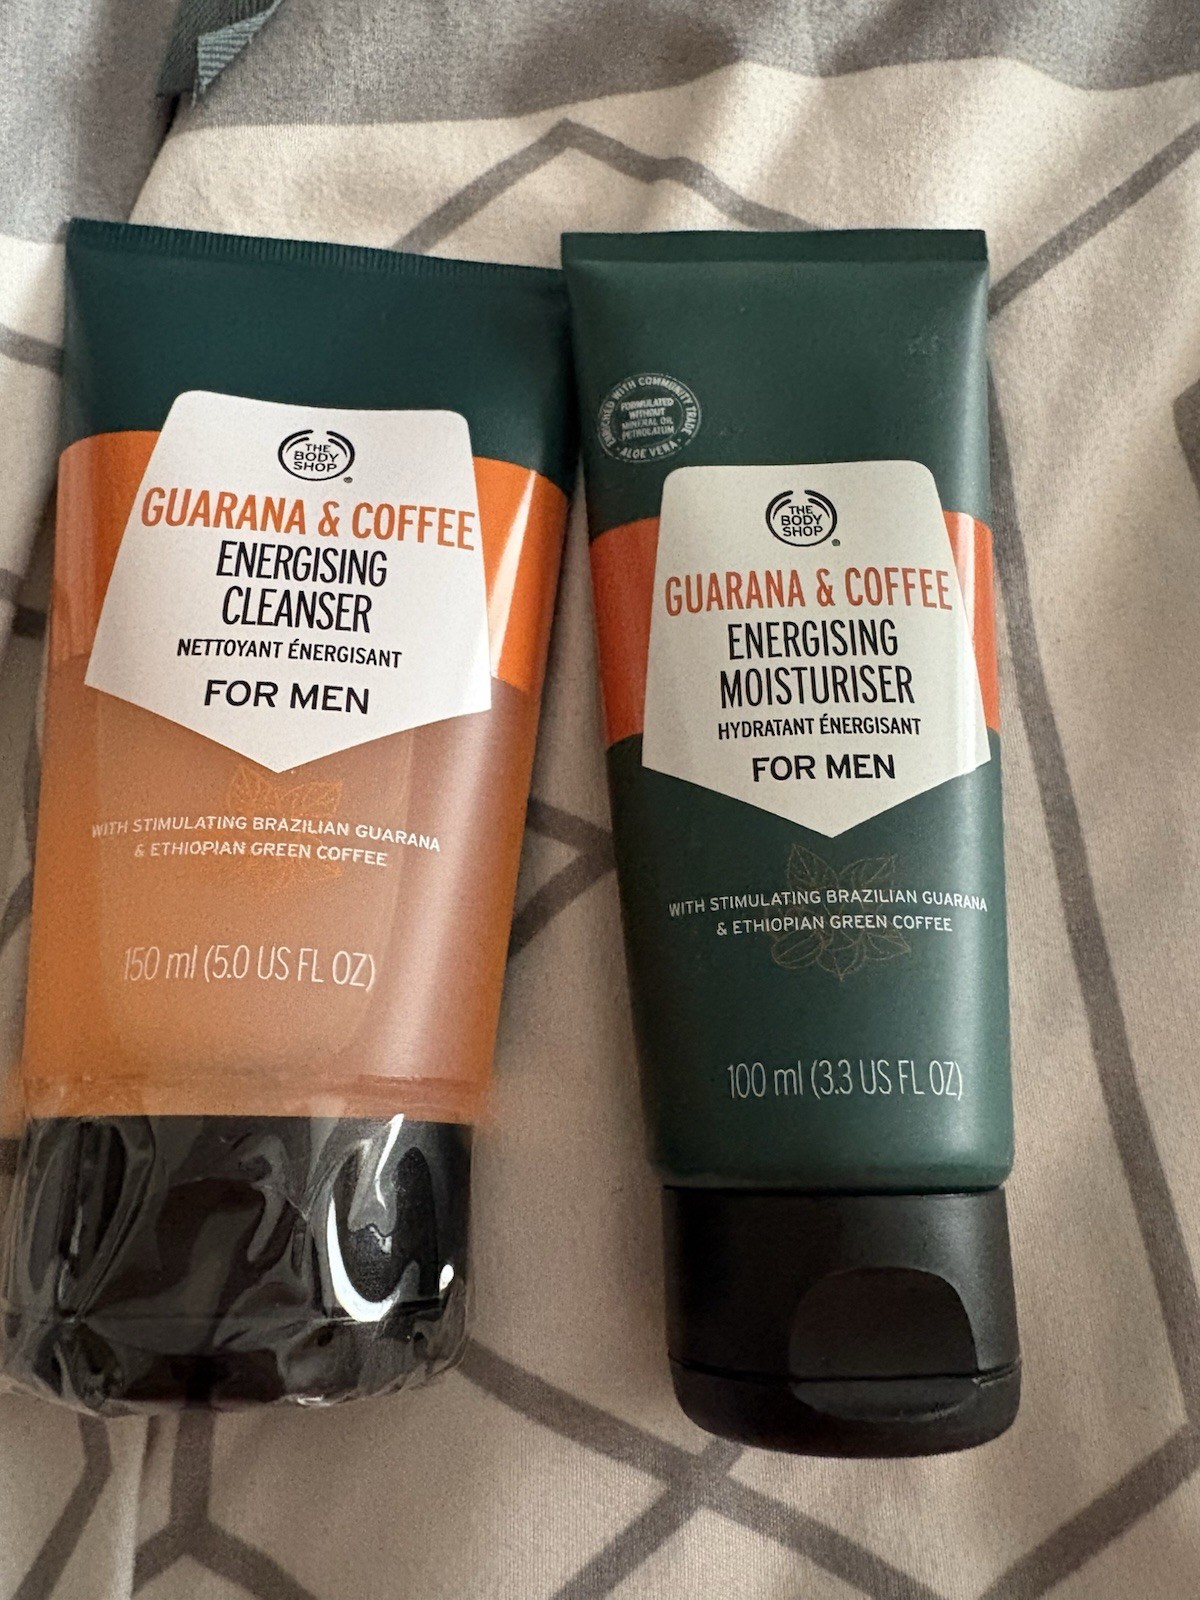 THE
BODY
SHOP
GUARANA & COFFEE
ENERGISING
CLEANSER
NETTOYANT ÉNERGISANT
FOR MEN
WITH STIMULATING BRAZILIAN GUARANA
& ETHIOPIAN GREEN COFFEE
150 ml (5.0 US FL OZ)
ENRICHED WITH COMMUNITY TRADE
• ALOE VERA •
FORMULATED
WITHOUT
MINERAL OIL
PETROLATUM
THE
BODY
SHOP
GUARANA & COFFEE
ENERGISING
MOISTURISER
HYDRATANT ÉNERGISANT
FOR MEN
WITH STIMULATING BRAZILIAN GUARANA
& ETHIOPIAN GREEN COFFEE
100 ml (3.3 US FL OZ)